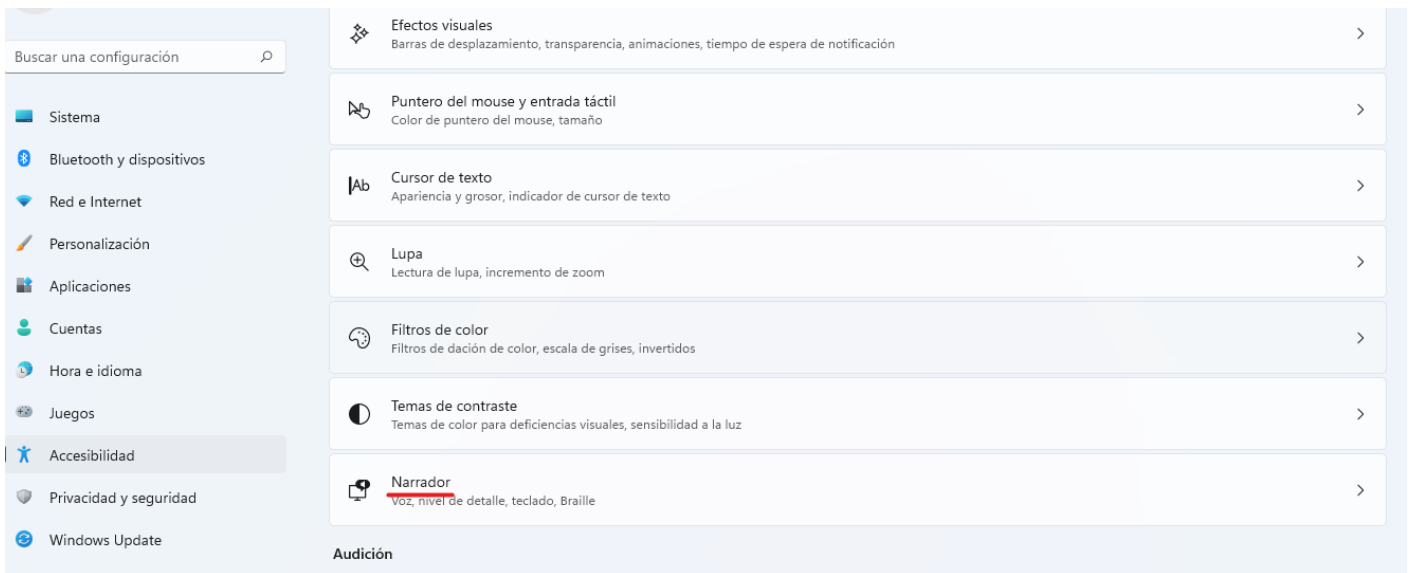 Buscar una configuración
Sistema
Bluetooth y dispositivos
Red e Internet
Personalización
Aplicaciones
Cuentas
Hora e idioma
Juegos
Accesibilidad
Privacidad y seguridad
Windows Update
Efectos visuales
Barras de desplazamiento, transparencia, animaciones, tiempo de espera de notificación
Puntero del mouse y entrada táctil
Color de puntero del mouse, tamaño
Cursor de texto
Apariencia y grosor, indicador de cursor de texto
Lupa
Lectura de lupa, incremento de zoom
Filtros de color
Filtros de dación de color, escala de grises, invertidos
Temas de contraste
Temas de color para deficiencias visuales, sensibilidad a la luz
Narrador
Voz, nivel de detalle, teclado, Braille
Audición